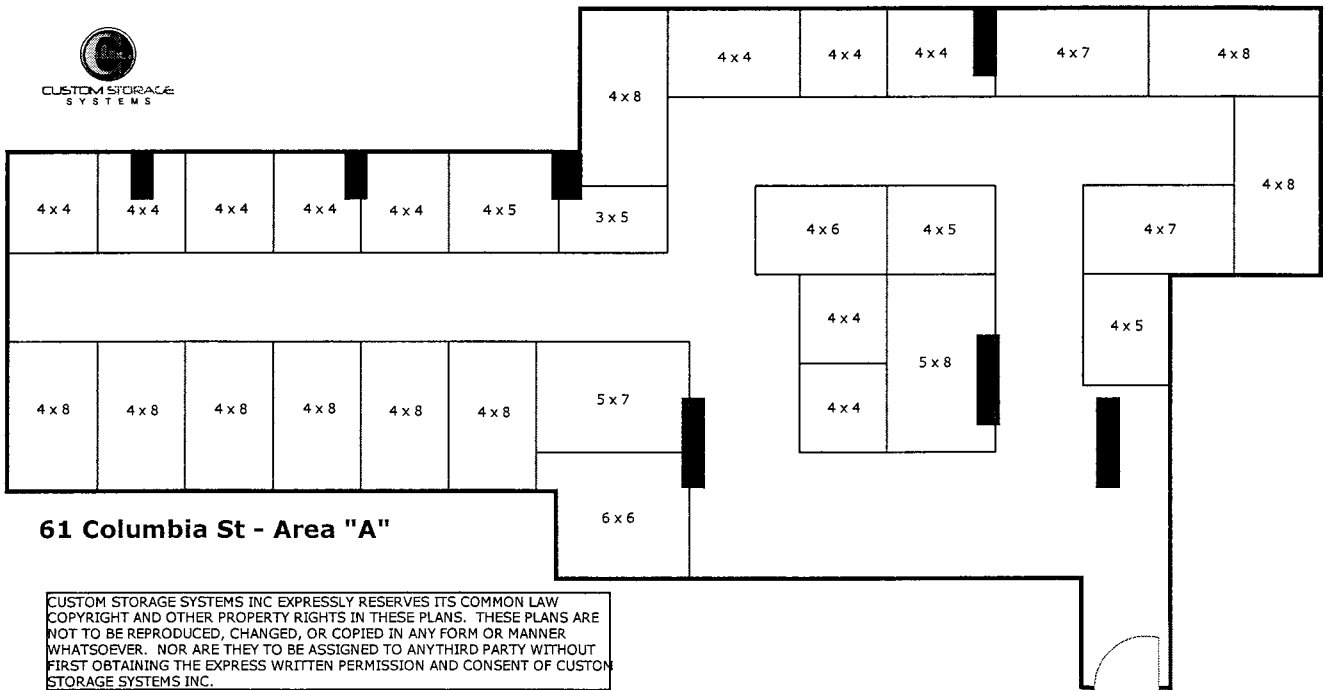 CUSTOM STORAGE
SYSTEMS
4 x 8
4 x 4
4 x 4
4 x 4
4 x 7
4 x 8
4 x 8
4 x 4
4 x 4
4 x 4
4 x 4
4 x 4
4 x 5
3 x 5
4 x 6
4 x 5
4 x 7
4 x 4
5 x 8
4 x 5
4 x 4
4 x 8
4 x 8
4 x 8
4 x 8
4 x 8
4 x 8
5 x 7
6 x 6
61 Columbia St - Area "A"
CUSTOM STORAGE SYSTEMS INC EXPRESSLY RESERVES ITS COMMON LAW
COPYRIGHT AND OTHER PROPERTY RIGHTS IN THESE PLANS. THESE PLANS ARE
NOT TO BE REPRODUCED, CHANGED, OR COPIED IN ANY FORM OR MANNER
WHATSOEVER. NOR ARE THEY TO BE ASSIGNED TO ANYTHIRD PARTY WITHOUT
FIRST OBTAINING THE EXPRESS WRITTEN PERMISSION AND CONSENT OF CUSTOM
STORAGE SYSTEMS INC.